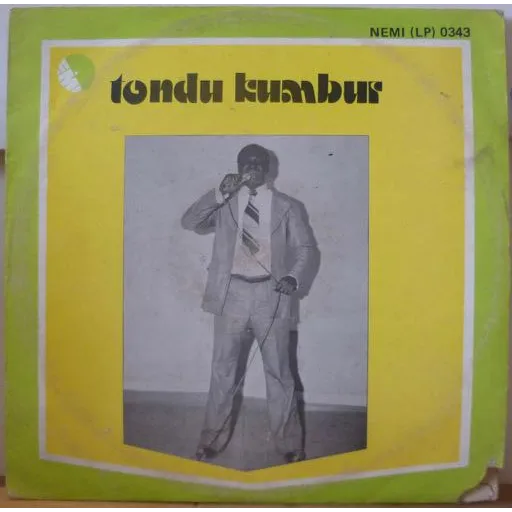 NEMI (LP) 0343
tondu kumbur